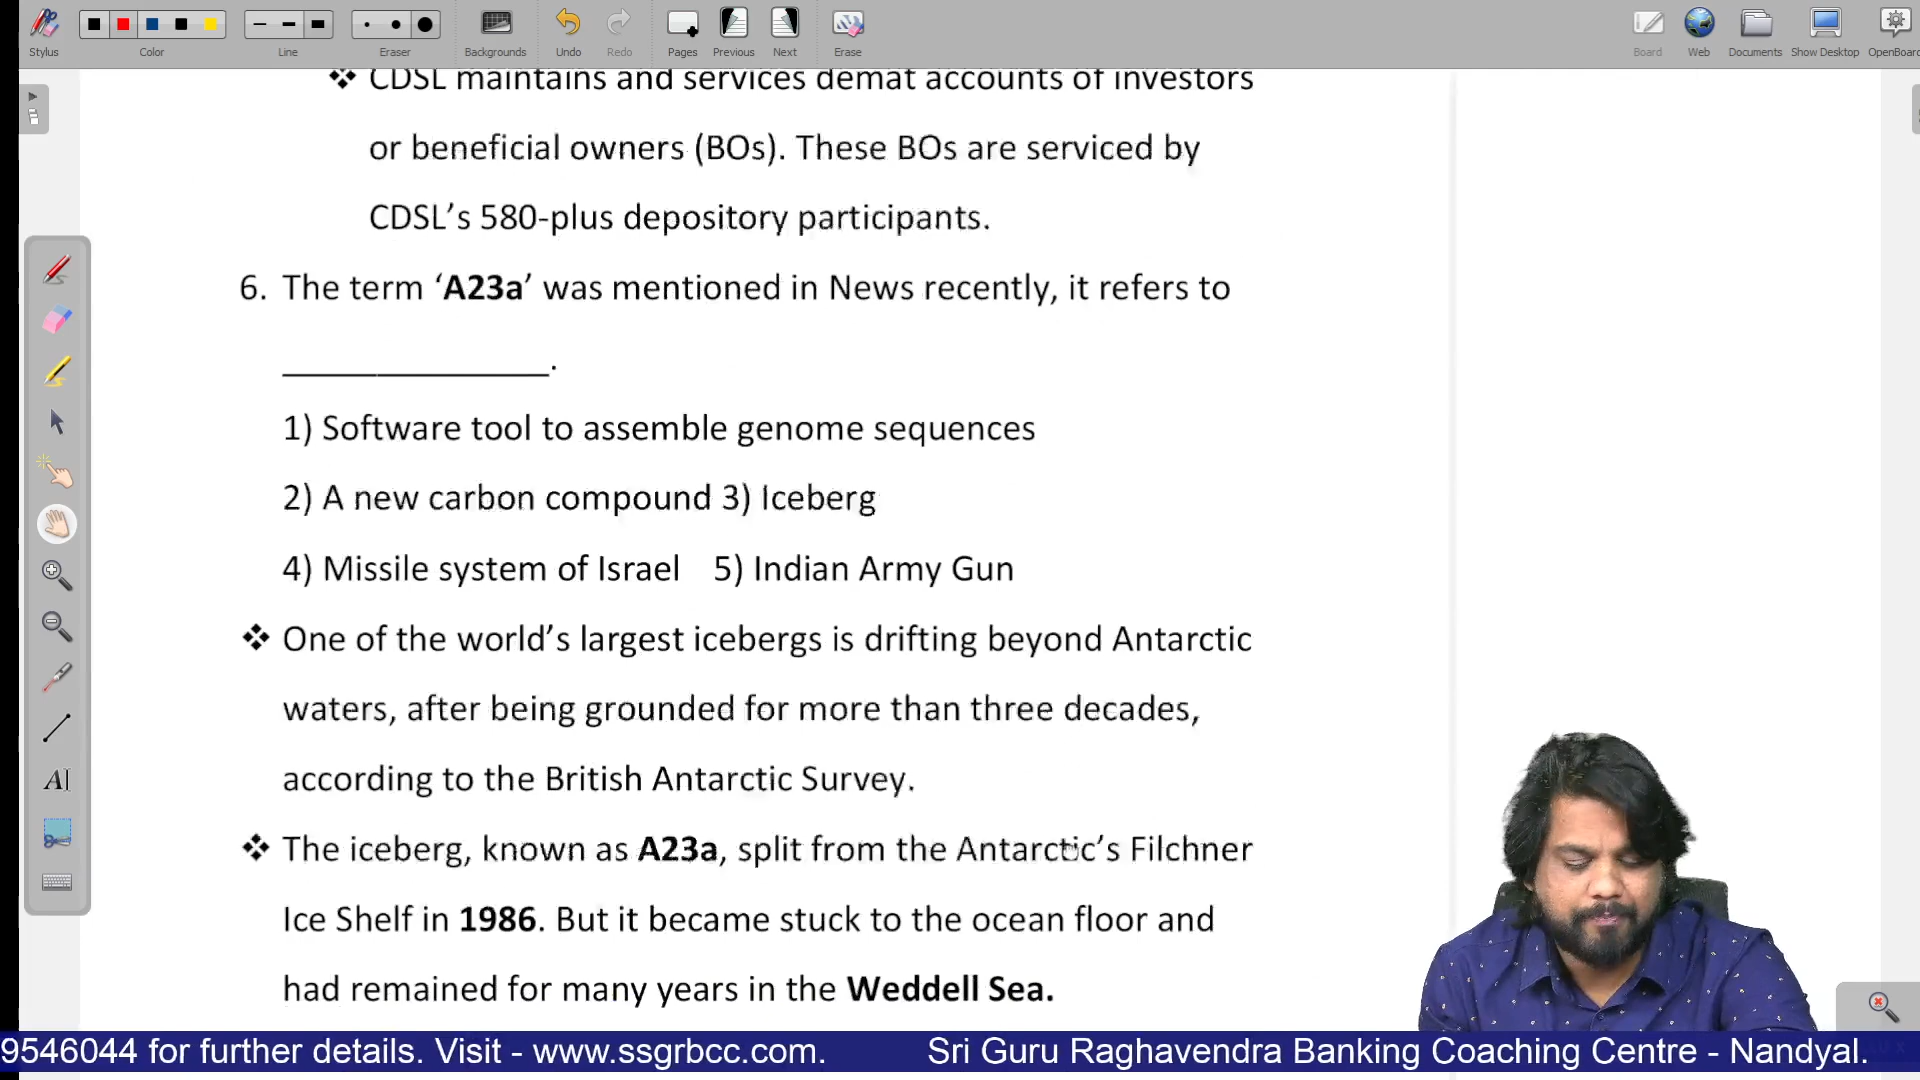 Stylus
Color
Line
Eraser
Backgrounds
Undo
Redo
Pages
Previous
Next
Erase
Board
Web
Documents
Show Desktop
OpenBoar
❖ CDSL maintains and services demat accounts of investors
or beneficial owners (BOs). These BOs are serviced by
CDSL’s 580-plus depository participants.
6. The term ‘A23a’ was mentioned in News recently, it refers to
_______________.
1) Software tool to assemble genome sequences
2) A new carbon compound 3) Iceberg
4) Missile system of Israel 5) Indian Army Gun
❖ One of the world’s largest icebergs is drifting beyond Antarctic
waters, after being grounded for more than three decades,
according to the British Antarctic Survey.
❖ The iceberg, known as A23a, split from the Antarctic’s Filchner
Ice Shelf in 1986. But it became stuck to the ocean floor and
had remained for many years in the Weddell Sea.
9546044 for further details. Visit - www.ssgrbcc.com. Sri Guru Raghavendra Banking Coaching Centre - Nandyal.